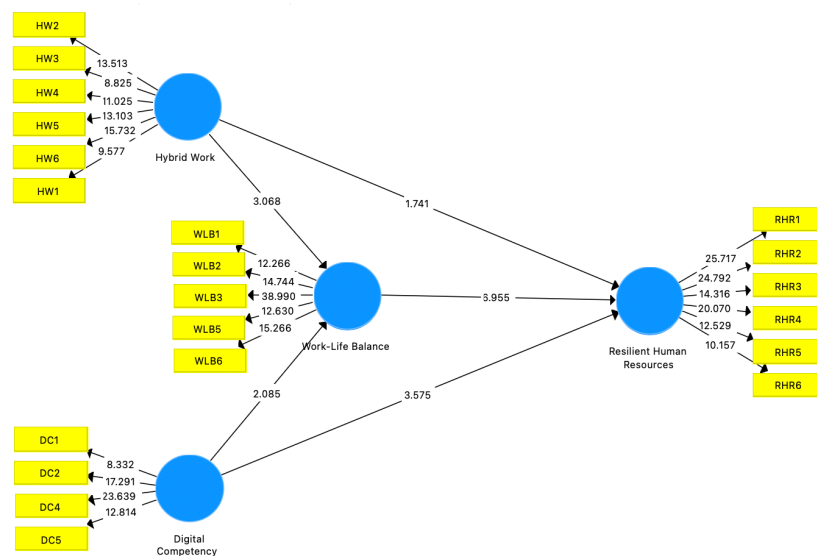 HW2
HW3
HW4
HW5
HW6
HW1
13.513
8.825
11.025
13.103
15.732
9.577
Hybrid Work
3.068
1.741
WLB1
WLB2
WLB3
WLB5
WLB6
12.266
14.744
38.990
12.630
15.266
Work-Life Balance
RHR1
RHR2
RHR3
RHR4
RHR5
RHR6
25.717
24.792
14.316
20.070
12.529
10.157
Resilient Human
Resources
2.085
3.575
DC1
DC2
DC4
DC5
8.332
17.291
23.639
12.814
Digital
Competency